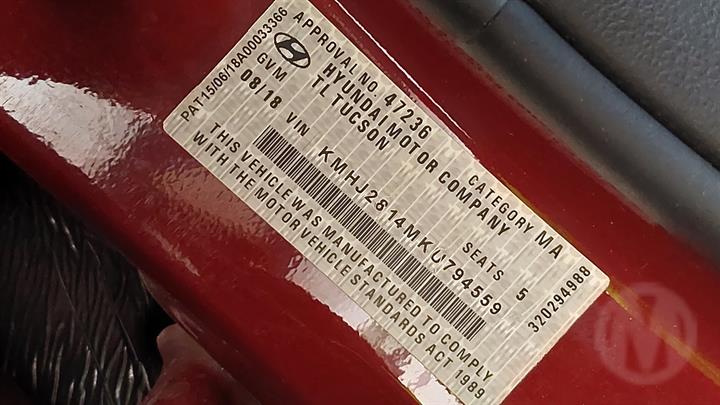 PAT15/06/18A00033366
APPROVAL NO. 47236 CATEGORY MA
HYUNDAI MOTOR COMPANY
GVM TL TUCSON SEATS 5
08/18 VIN KMHJ2814MKU794559
320294988
THIS VEHICLE WAS MANUFACTURED TO COMPLY
WITH THE MOTOR VEHICLE STANDARDS ACT 1989
M